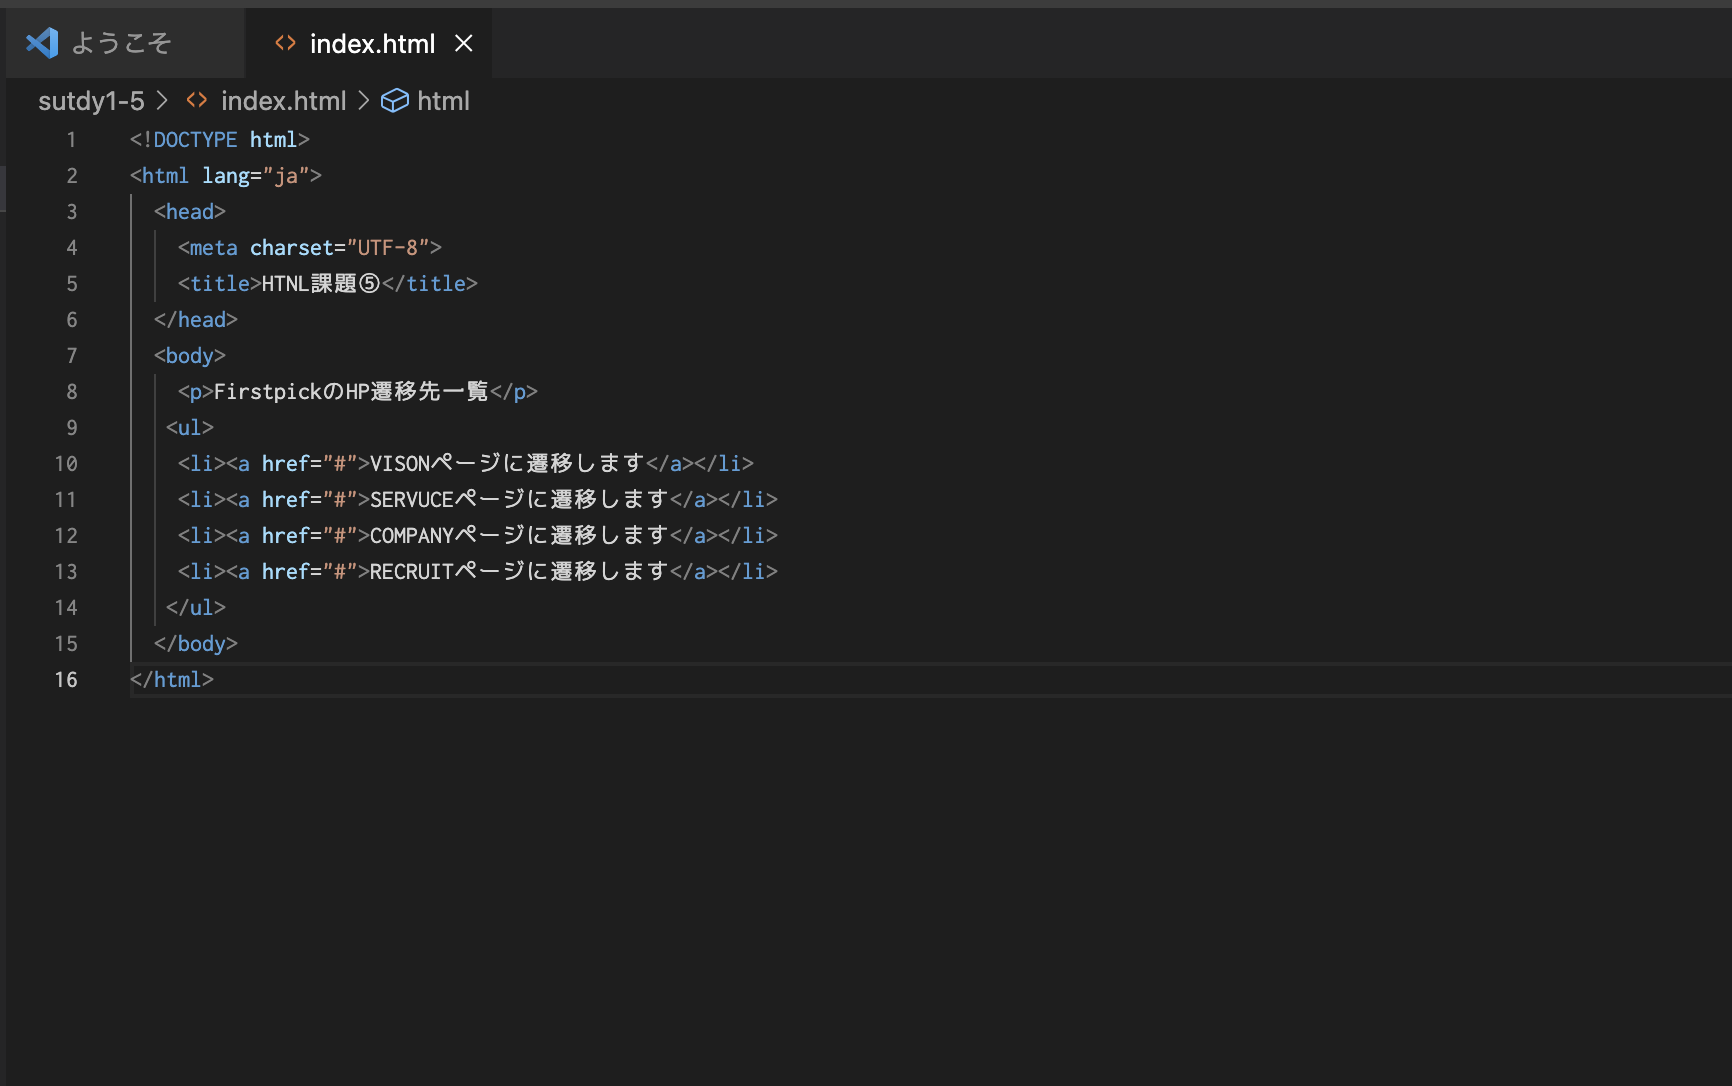 ようこそ
<> index.html ×
sutdy1-5 > <> index.html > html
1 <!DOCTYPE html>
2 <html lang="ja">
3 <head>
4 <meta charset="UTF-8">
5 <title>HTNL課題⑤</title>
6 </head>
7 <body>
8 <p>FirstpickのHP遷移先一覧</p>
9 <ul>
10 <li><a href="#">VISONページに遷移します</a></li>
11 <li><a href="#">SERVUCEページに遷移します</a></li>
12 <li><a href="#">COMPANYページに遷移します</a></li>
13 <li><a href="#">RECRUITページに遷移します</a></li>
14 </ul>
15 </body>
16 </html>